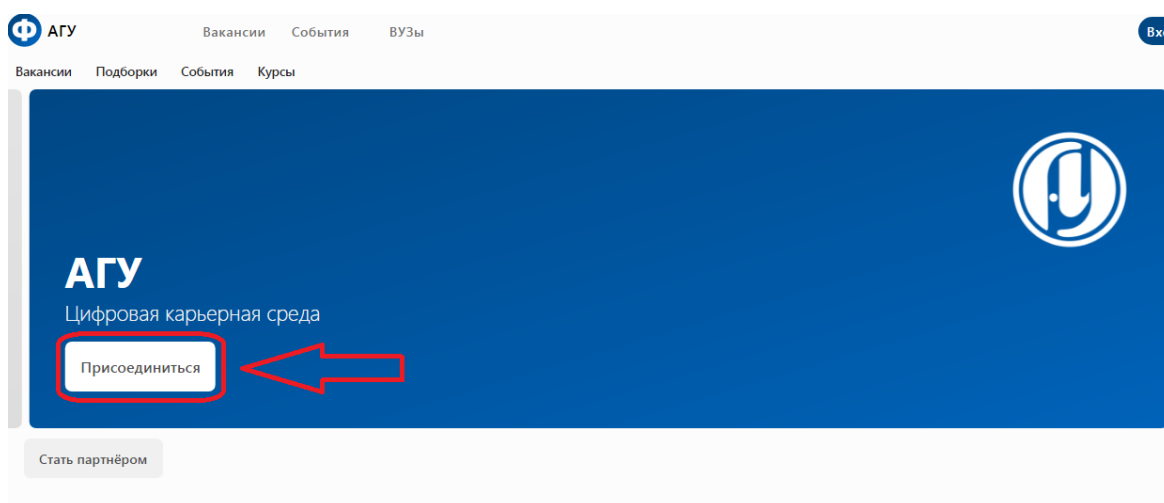 Ф АГУ Вакансии События ВУЗы
Вакансии Подборки События Курсы
АГУ
Цифровая карьерная среда
Присоединиться
Стать партнёром